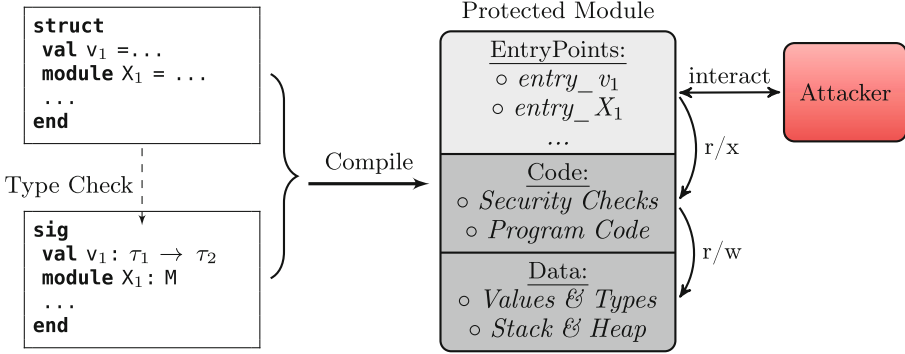 struct
val v₁ =...
module X₁ = ...
...
end
Type Check
sig
val v₁: τ₁ → τ₂
module X₁: M
...
end
Compile
Protected Module
EntryPoints:
○ entry_v₁
○ entry_X₁
...
Code:
○ Security Checks
○ Program Code
Data:
○ Values & Types
○ Stack & Heap
interact
Attacker
r/x
r/w